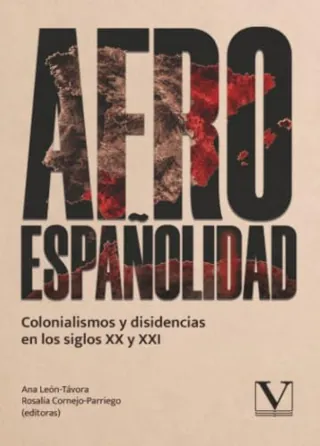 AFRO
ESPAÑOLIDAD
Colonialismos y disidencias
en los siglos XX y XXI
Ana León-Távora
Rosalía Cornejo-Parriego
(editoras)
V